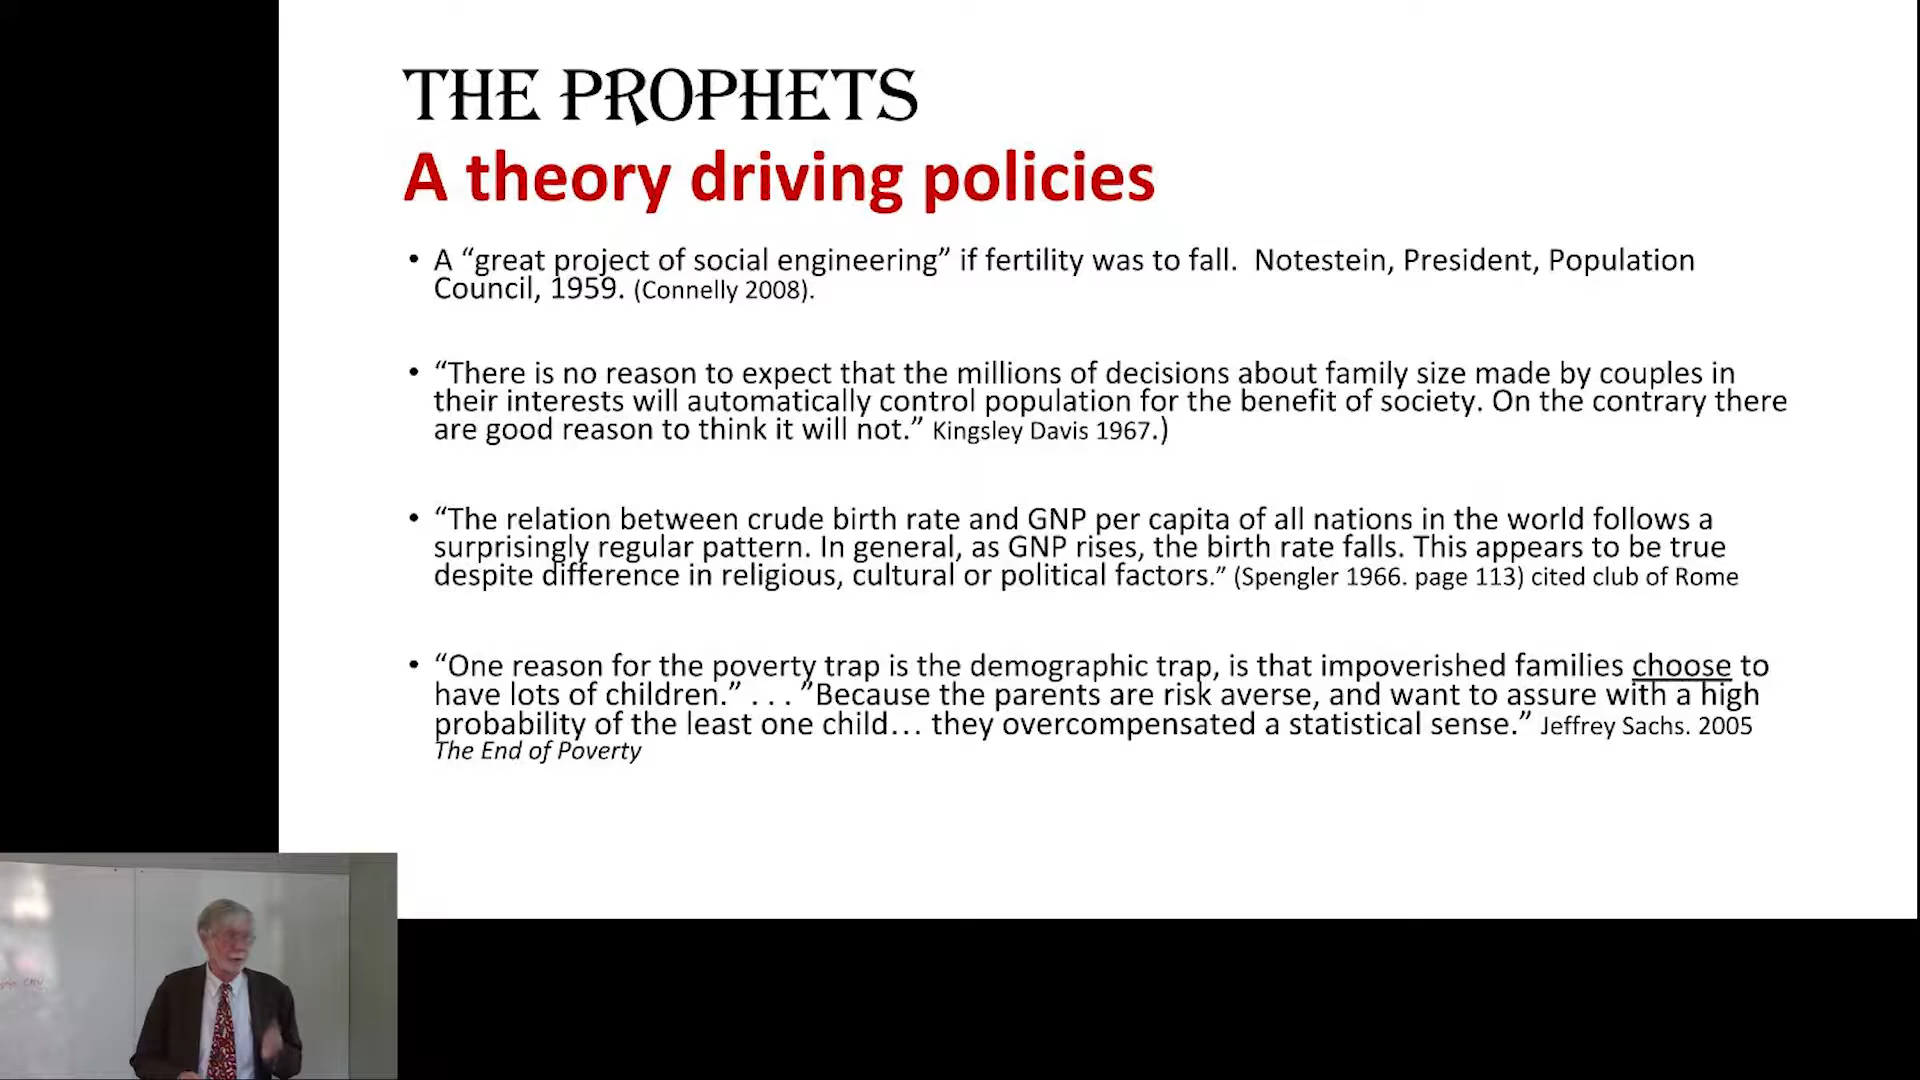 THE PROPHETS
A theory driving policies
• A “great project of social engineering” if fertility was to fall. Notestein, President, Population
Council, 1959. (Connelly 2008).
• “There is no reason to expect that the millions of decisions about family size made by couples in
their interests will automatically control population for the benefit of society. On the contrary there
are good reason to think it will not.” Kingsley Davis 1967.)
• “The relation between crude birth rate and GNP per capita of all nations in the world follows a
surprisingly regular pattern. In general, as GNP rises, the birth rate falls. This appears to be true
despite difference in religious, cultural or political factors.” (Spengler 1966. page 113) cited club of Rome
• “One reason for the poverty trap is the demographic trap, is that impoverished families choose to
have lots of children.” . . . ”Because the parents are risk averse, and want to assure with a high
probability of the least one child… they overcompensated a statistical sense.” Jeffrey Sachs. 2005
The End of Poverty